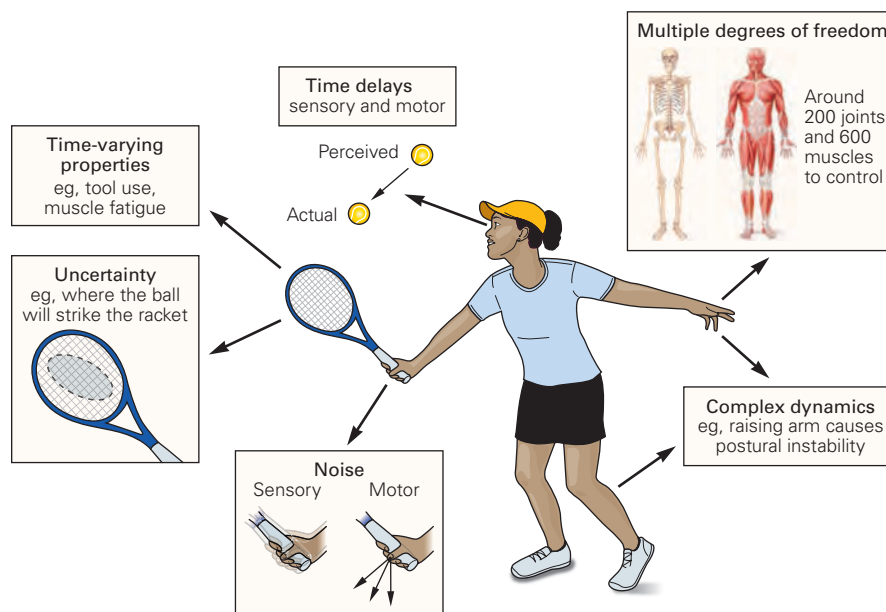 Multiple degrees of freedom
Around
200 joints
and 600
muscles
to control
Time delays
sensory and motor
Perceived
Actual
Time-varying
properties
eg, tool use,
muscle fatigue
Uncertainty
eg, where the ball
will strike the racket
Complex dynamics
eg, raising arm causes
postural instability
Noise
Sensory
Motor